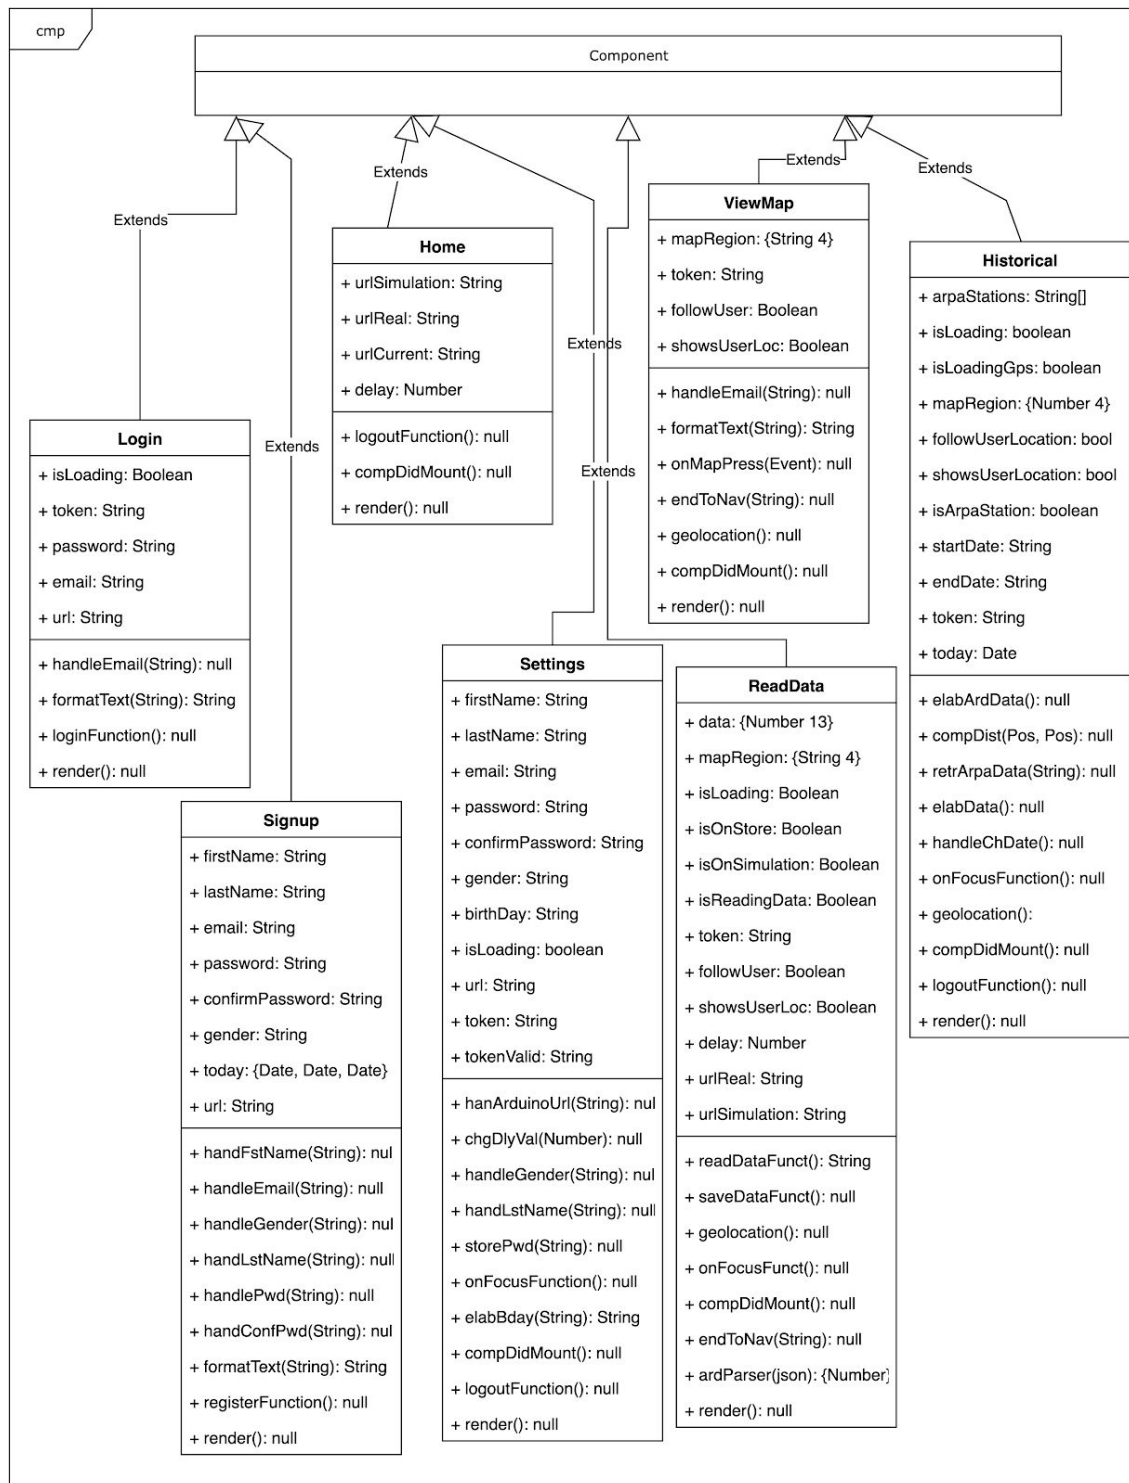 cmp
Component
Extends
Extends
Extends
Extends
Extends
Extends
Extends
Extends
Login
+ isLoading: Boolean
+ token: String
+ password: String
+ email: String
+ url: String
+ handleEmail(String): null
+ formatText(String): String
+ loginFunction(): null
+ render(): null
Signup
+ firstName: String
+ lastName: String
+ email: String
+ password: String
+ confirmPassword: String
+ gender: String
+ today: {Date, Date, Date}
+ url: String
+ handFstName(String): nul
+ handleEmail(String): null
+ handleGender(String): nul
+ handLstName(String): null
+ handlePwd(String): null
+ handConfPwd(String): nul
+ formatText(String): String
+ registerFunction(): null
+ render(): null
Home
+ urlSimulation: String
+ urlReal: String
+ urlCurrent: String
+ delay: Number
+ logoutFunction(): null
+ compDidMount(): null
+ render(): null
Settings
+ firstName: String
+ lastName: String
+ email: String
+ password: String
+ confirmPassword: String
+ gender: String
+ birthDay: String
+ isLoading: boolean
+ url: String
+ token: String
+ tokenValid: String
+ hanArduinoUrl(String): nul
+ chgDlyVal(Number): null
+ handleGender(String): null
+ handLstName(String): null
+ storePwd(String): null
+ onFocusFunction(): null
+ elabBday(String): String
+ compDidMount(): null
+ logoutFunction(): null
+ render(): null
ViewMap
+ mapRegion: {String 4}
+ token: String
+ followUser: Boolean
+ showsUserLoc: Boolean
+ handleEmail(String): null
+ formatText(String): String
+ onMapPress(Event): null
+ endToNav(String): null
+ geolocation(): null
+ compDidMount(): null
+ render(): null
ReadData
+ data: {Number 13}
+ mapRegion: {String 4}
+ isLoading: Boolean
+ isOnStore: Boolean
+ isOnSimulation: Boolean
+ isReadingData: Boolean
+ token: String
+ followUser: Boolean
+ showsUserLoc: Boolean
+ delay: Number
+ urlReal: String
+ urlSimulation: String
+ readDataFunct(): String
+ saveDataFunct(): null
+ geolocation(): null
+ onFocusFunct(): null
+ compDidMount(): null
+ endToNav(String): null
+ ardParser(json): {Number}
+ render(): null
Historical
+ arpaStations: String[]
+ isLoading: boolean
+ isLoadingGps: boolean
+ mapRegion: {Number 4}
+ followUserLocation: bool
+ showsUserLocation: bool
+ isArpaStation: boolean
+ startDate: String
+ endDate: String
+ token: String
+ today: Date
+ elabArdData(): null
+ compDist(Pos, Pos): null
+ retrArpaData(String): null
+ elabData(): null
+ handleChDate(): null
+ onFocusFunction(): null
+ geolocation():
+ compDidMount(): null
+ logoutFunction(): null
+ render(): null